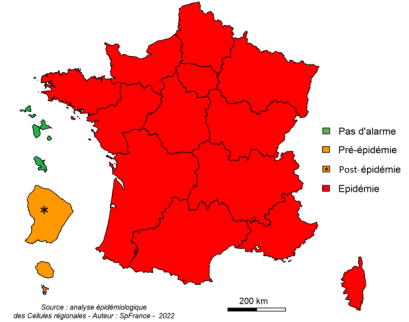 Pas d'alarme
Pré-épidémie
Post-épidémie
Epidémie
200 km
Source : analyse épidémiologique
des Cellules régionales - Auteur : SpFrance - 2022